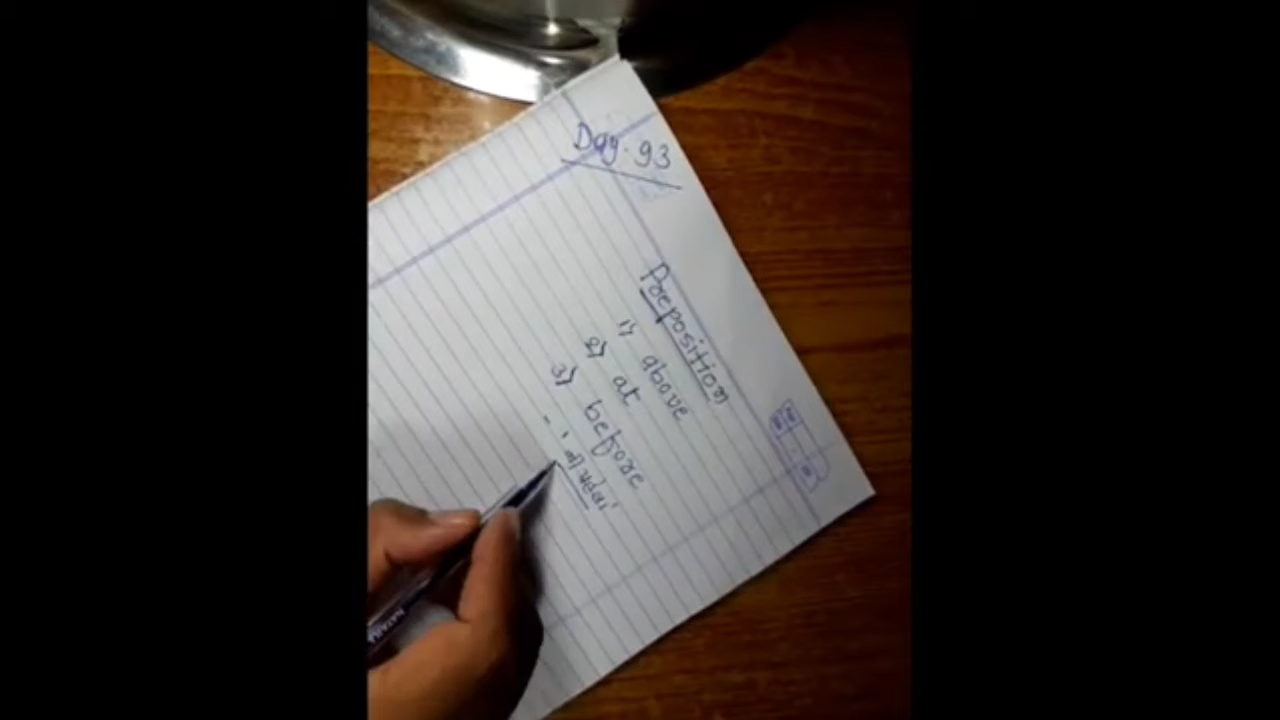 Day. 93
Preposition
1) above
2) at
3) before